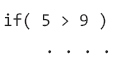 if( 5 > 9 )
. . . .